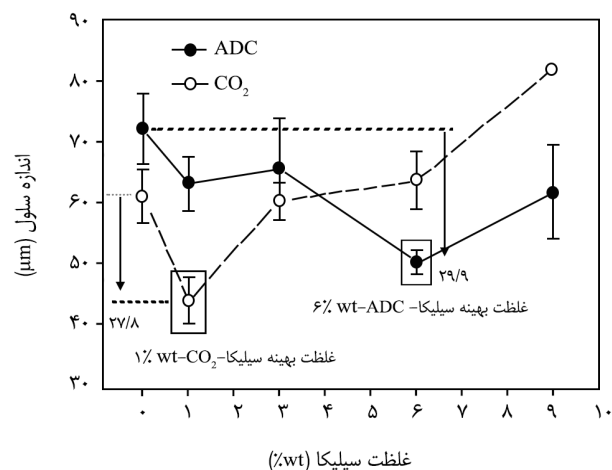 ۹۰
۸۰
۷۰
۶۰
۵۰
۴۰
۳۰
اندازه سلول (µm)
ADC
CO₂
۲۹/۹
غلظت بهینه سیلیکا- ۶٪ wt-ADC
۲۷/۸
غلظت بهینه سیلیکا-۱٪ wt-CO₂
۰ ۱ ۲ ۳ ۴ ۵ ۶ ۷ ۸ ۹ ۱۰
غلظت سیلیکا (wt٪)